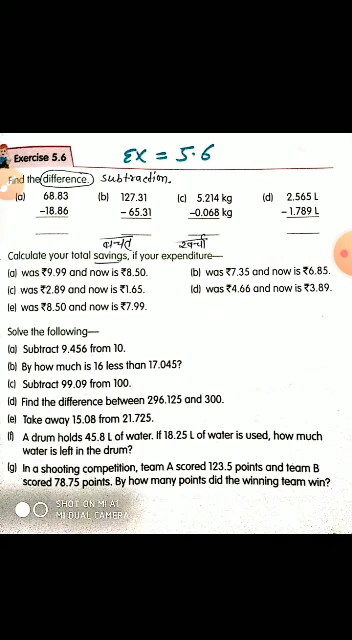 Exercise 5.6 EX = 5.6
Find the difference. subtraction.
(a) 68.83 (b) 127.31 (c) 5.214 kg (d) 2.565 L
–18.86 – 65.31 –0.068 kg – 1.789 L
बचत खर्चा
Calculate your total savings, if your expenditure—
(a) was ₹9.99 and now is ₹8.50. (b) was ₹7.35 and now is ₹6.85.
(c) was ₹2.89 and now is ₹1.65. (d) was ₹4.66 and now is ₹3.89.
(e) was ₹8.50 and now is ₹7.99.
Solve the following—
(a) Subtract 9.456 from 10.
(b) By how much is 16 less than 17.045?
(c) Subtract 99.09 from 100.
(d) Find the difference between 296.125 and 300.
(e) Take away 15.08 from 21.725.
(f) A drum holds 45.8 L of water. If 18.25 L of water is used, how much
water is left in the drum?
(g) In a shooting competition, team A scored 123.5 points and team B
scored 78.75 points. By how many points did the winning team win?
SHOT ON MI A1
MI DUAL CAMERA